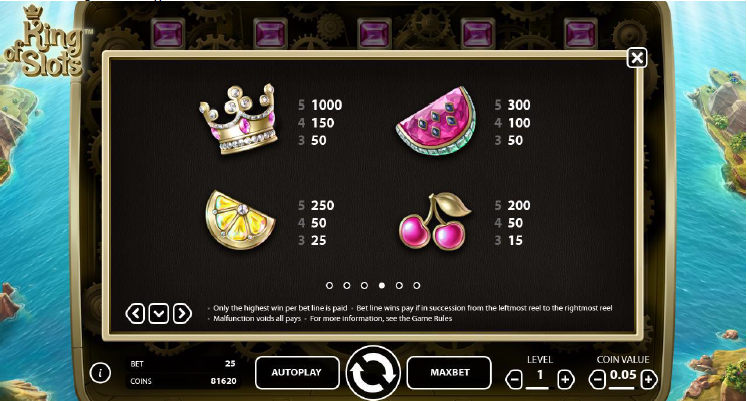 King
of Slots™
5 1000
4 150
3 50
5 300
4 100
3 50
5 250
4 50
3 25
5 200
4 50
3 15
- Only the highest win per bet line is paid - Bet line wins pay if in succession from the leftmost reel to the rightmost reel
- Malfunction voids all pays - For more information, see the Game Rules
i
BET 25
COINS 81620
AUTOPLAY
MAXBET
LEVEL
1
COIN VALUE
0.05